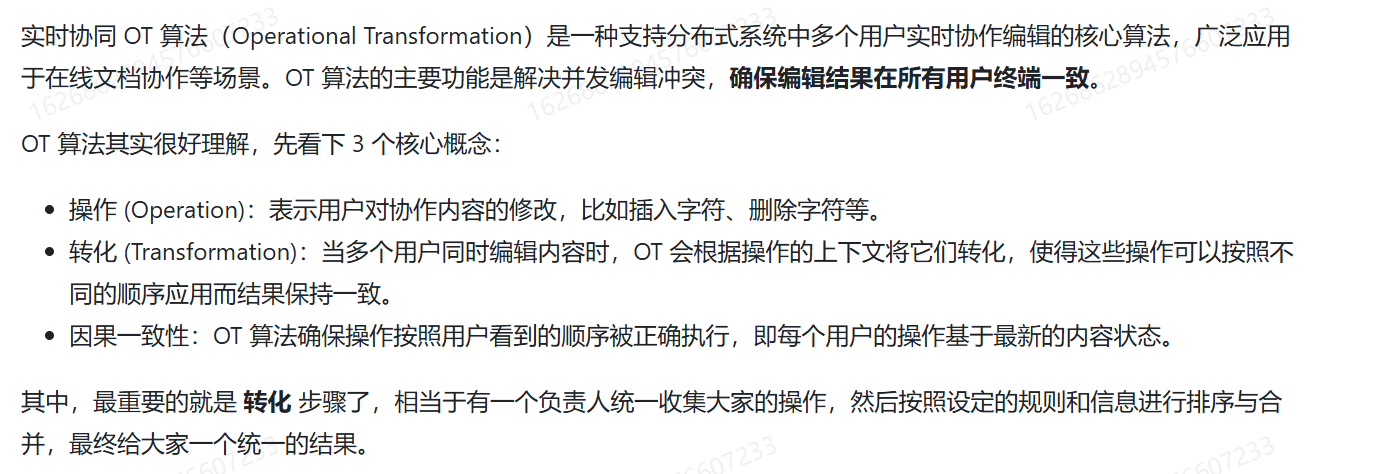 实时协同 OT 算法（Operational Transformation）是一种支持分布式系统中多个用户实时协作编辑的核心算法，广泛应用
于在线文档协作等场景。OT 算法的主要功能是解决并发编辑冲突，确保编辑结果在所有用户终端一致。
OT 算法其实很好理解，先看下 3 个核心概念：
• 操作 (Operation)：表示用户对协作内容的修改，比如插入字符、删除字符等。
• 转化 (Transformation)：当多个用户同时编辑内容时，OT 会根据操作的上下文将它们转化，使得这些操作可以按照不
同的顺序应用而结果保持一致。
• 因果一致性：OT 算法确保操作按照用户看到的顺序被正确执行，即每个用户的操作基于最新的内容状态。
其中，最重要的就是 转化 步骤了，相当于有一个负责人统一收集大家的操作，然后按照设定的规则和信息进行排序与合
并，最终给大家一个统一的结果。